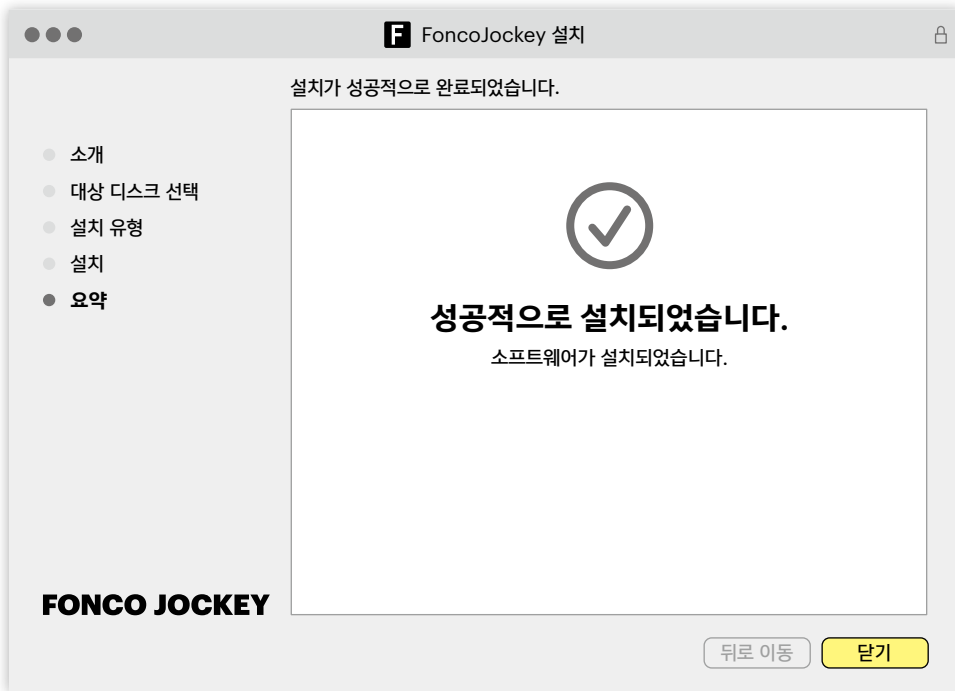 F FoncoJockey 설치
설치가 성공적으로 완료되었습니다.
소개
대상 디스크 선택
설치 유형
설치
요약
성공적으로 설치되었습니다.
소프트웨어가 설치되었습니다.
FONCO JOCKEY
뒤로 이동
닫기